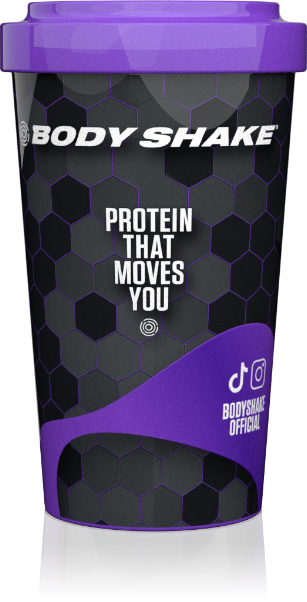 BODY SHAKE®
PROTEIN
THAT
MOVES
YOU
BODYSHAKE
OFFICIAL